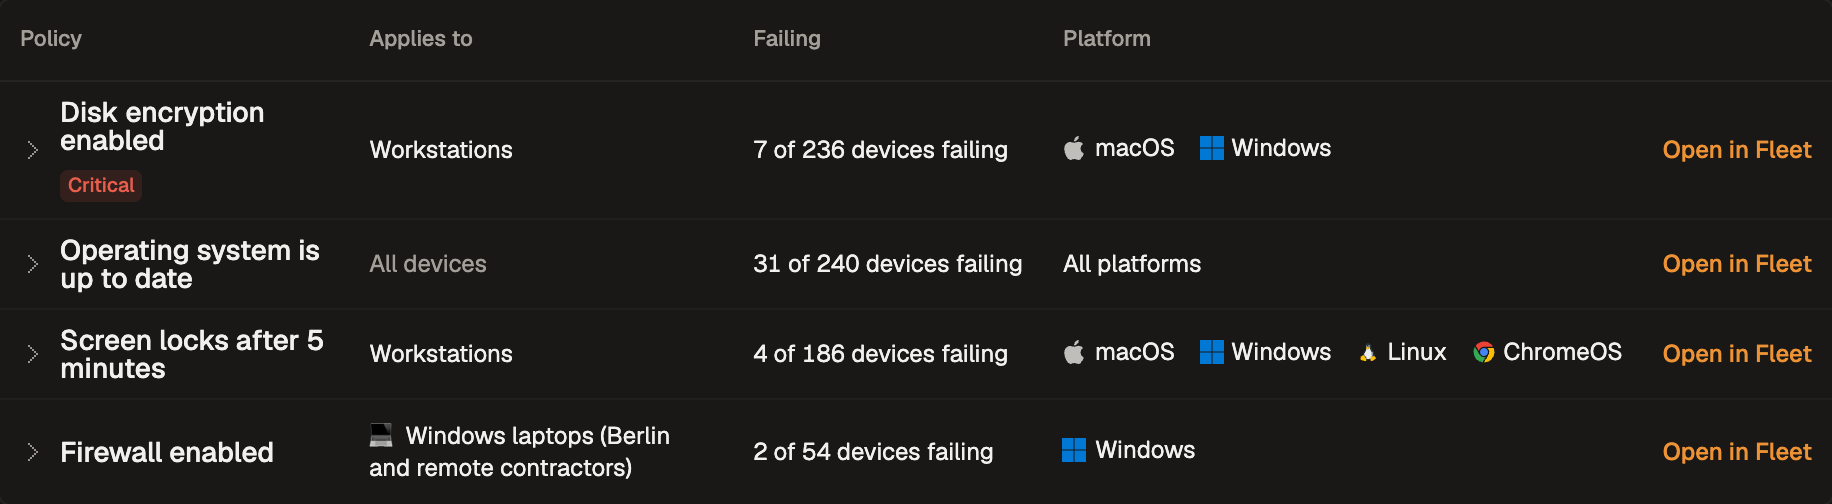 Policy Applies to Failing Platform
Disk encryption
enabled
Critical
Workstations
7 of 236 devices failing
macOS Windows
Open in Fleet
Operating system is
up to date
All devices
31 of 240 devices failing
All platforms
Open in Fleet
Screen locks after 5
minutes
Workstations
4 of 186 devices failing
macOS Windows Linux ChromeOS
Open in Fleet
Firewall enabled
Windows laptops (Berlin
and remote contractors)
2 of 54 devices failing
Windows
Open in Fleet